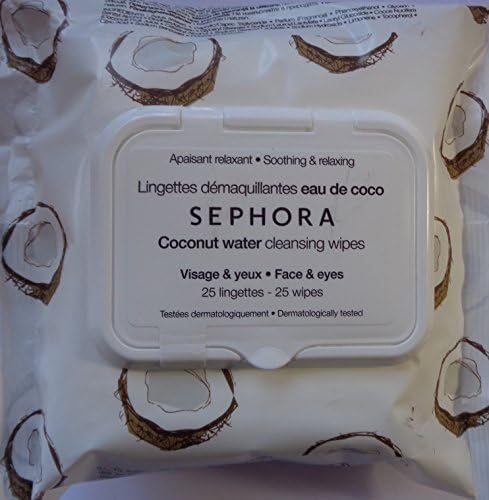 Apaisant relaxant • Soothing & relaxing
Lingettes démaquillantes eau de coco
SEPHORA
Coconut water cleansing wipes
Visage & yeux • Face & eyes
25 lingettes - 25 wipes
Testées dermatologiquement • Dermatologically tested